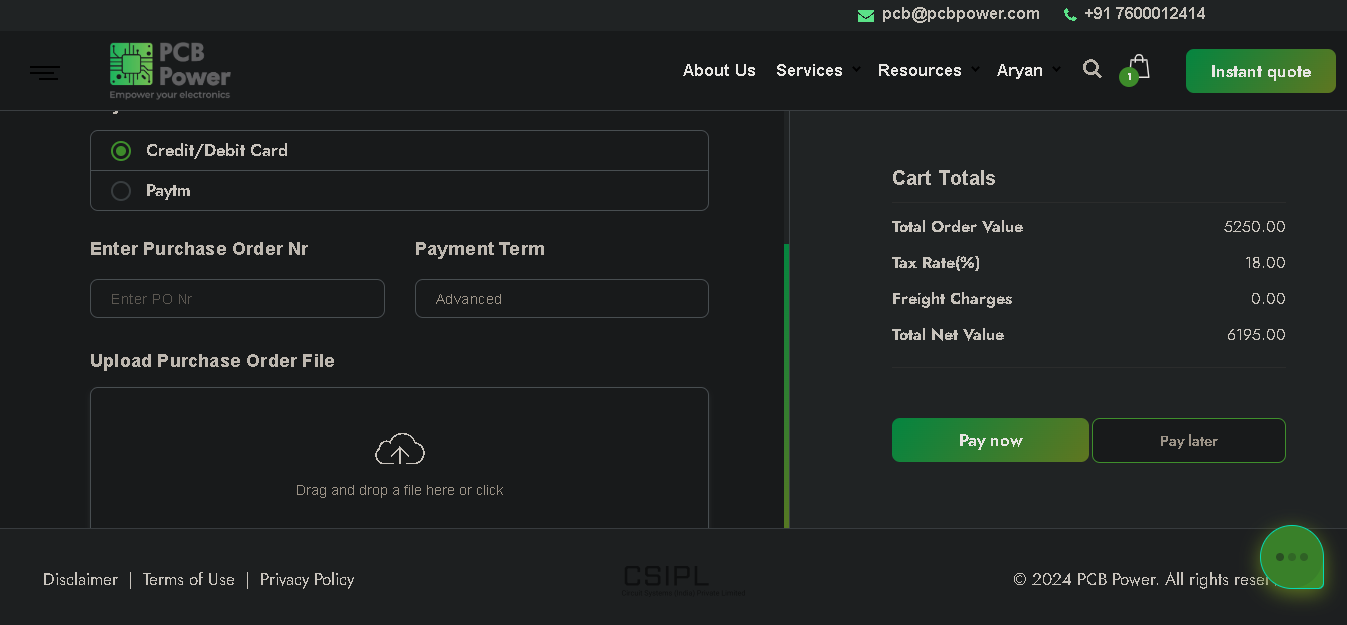 pcb@pcbpower.com +91 7600012414
PCB
Power
Empower your electronics
About Us Services Resources Aryan 1 Instant quote
Credit/Debit Card
Paytm
Enter Purchase Order Nr Payment Term
Enter PO Nr Advanced
Upload Purchase Order File
Drag and drop a file here or click
Cart Totals
Total Order Value 5250.00
Tax Rate(%) 18.00
Freight Charges 0.00
Total Net Value 6195.00
Pay now Pay later
Disclaimer | Terms of Use | Privacy Policy
CSIPL
© 2024 PCB Power. All rights reser